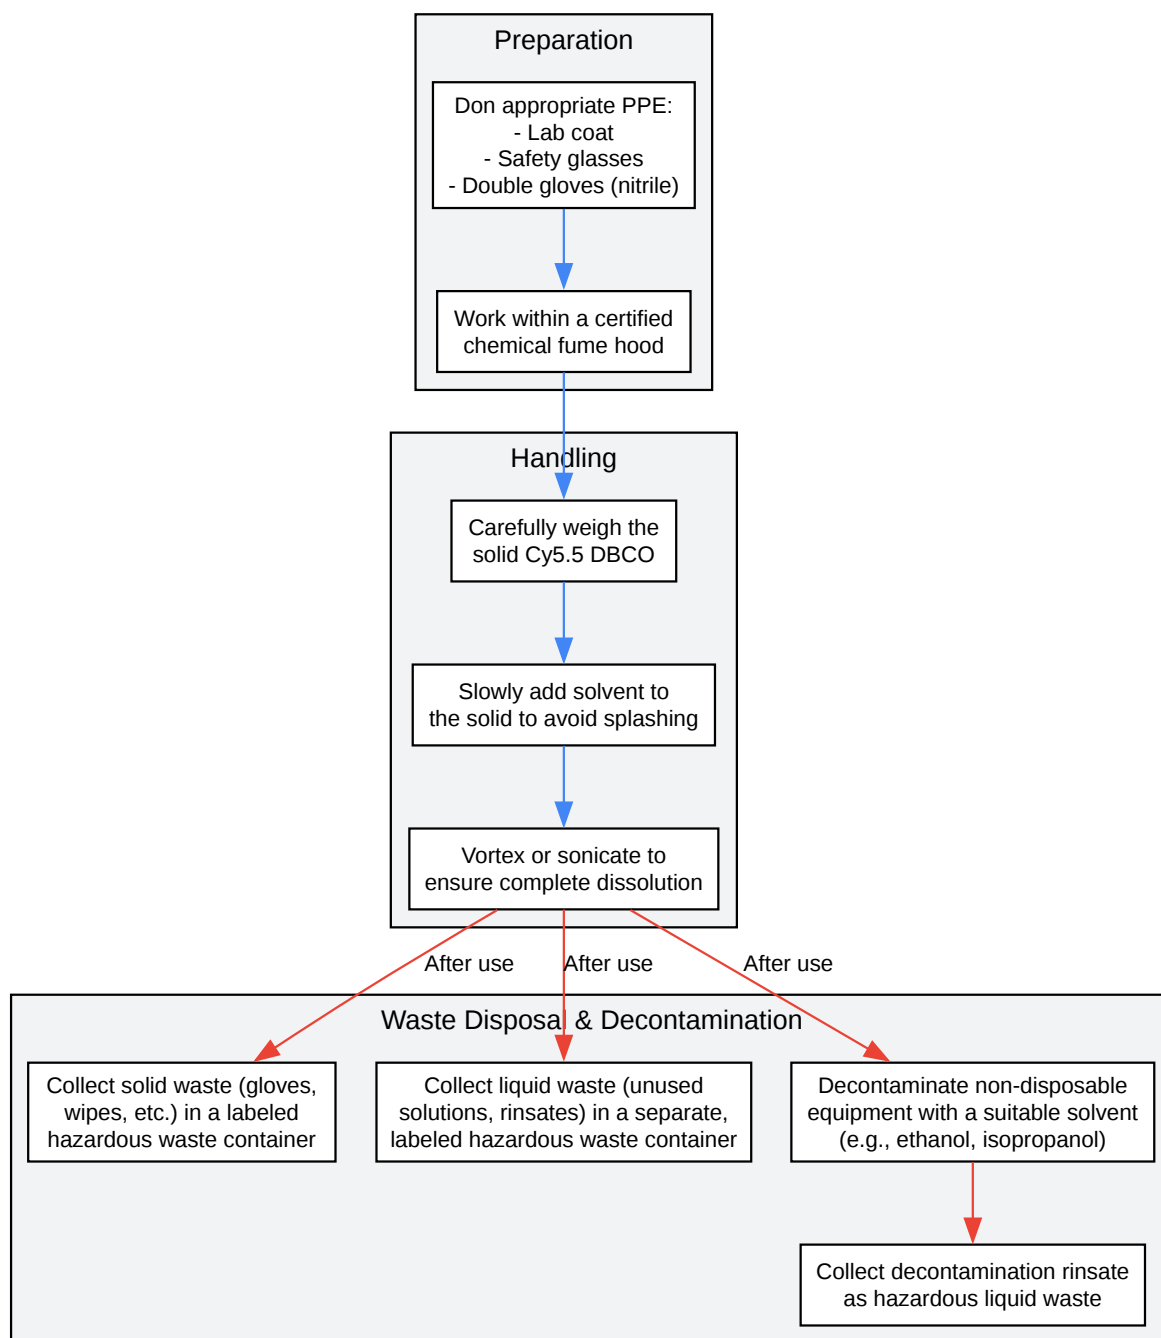 Preparation
Don appropriate PPE:
- Lab coat
- Safety glasses
- Double gloves (nitrile)
Work within a certified
chemical fume hood
Handling
Carefully weigh the
solid Cy5.5 DBCO
Slowly add solvent to
the solid to avoid splashing
Vortex or sonicate to
ensure complete dissolution
After use
After use
After use
Waste Disposal & Decontamination
Collect solid waste (gloves,
wipes, etc.) in a labeled
hazardous waste container
Collect liquid waste (unused
solutions, rinsates) in a separate,
labeled hazardous waste container
Decontaminate non-disposable
equipment with a suitable solvent
(e.g., ethanol, isopropanol)
Collect decontamination rinsate
as hazardous liquid waste